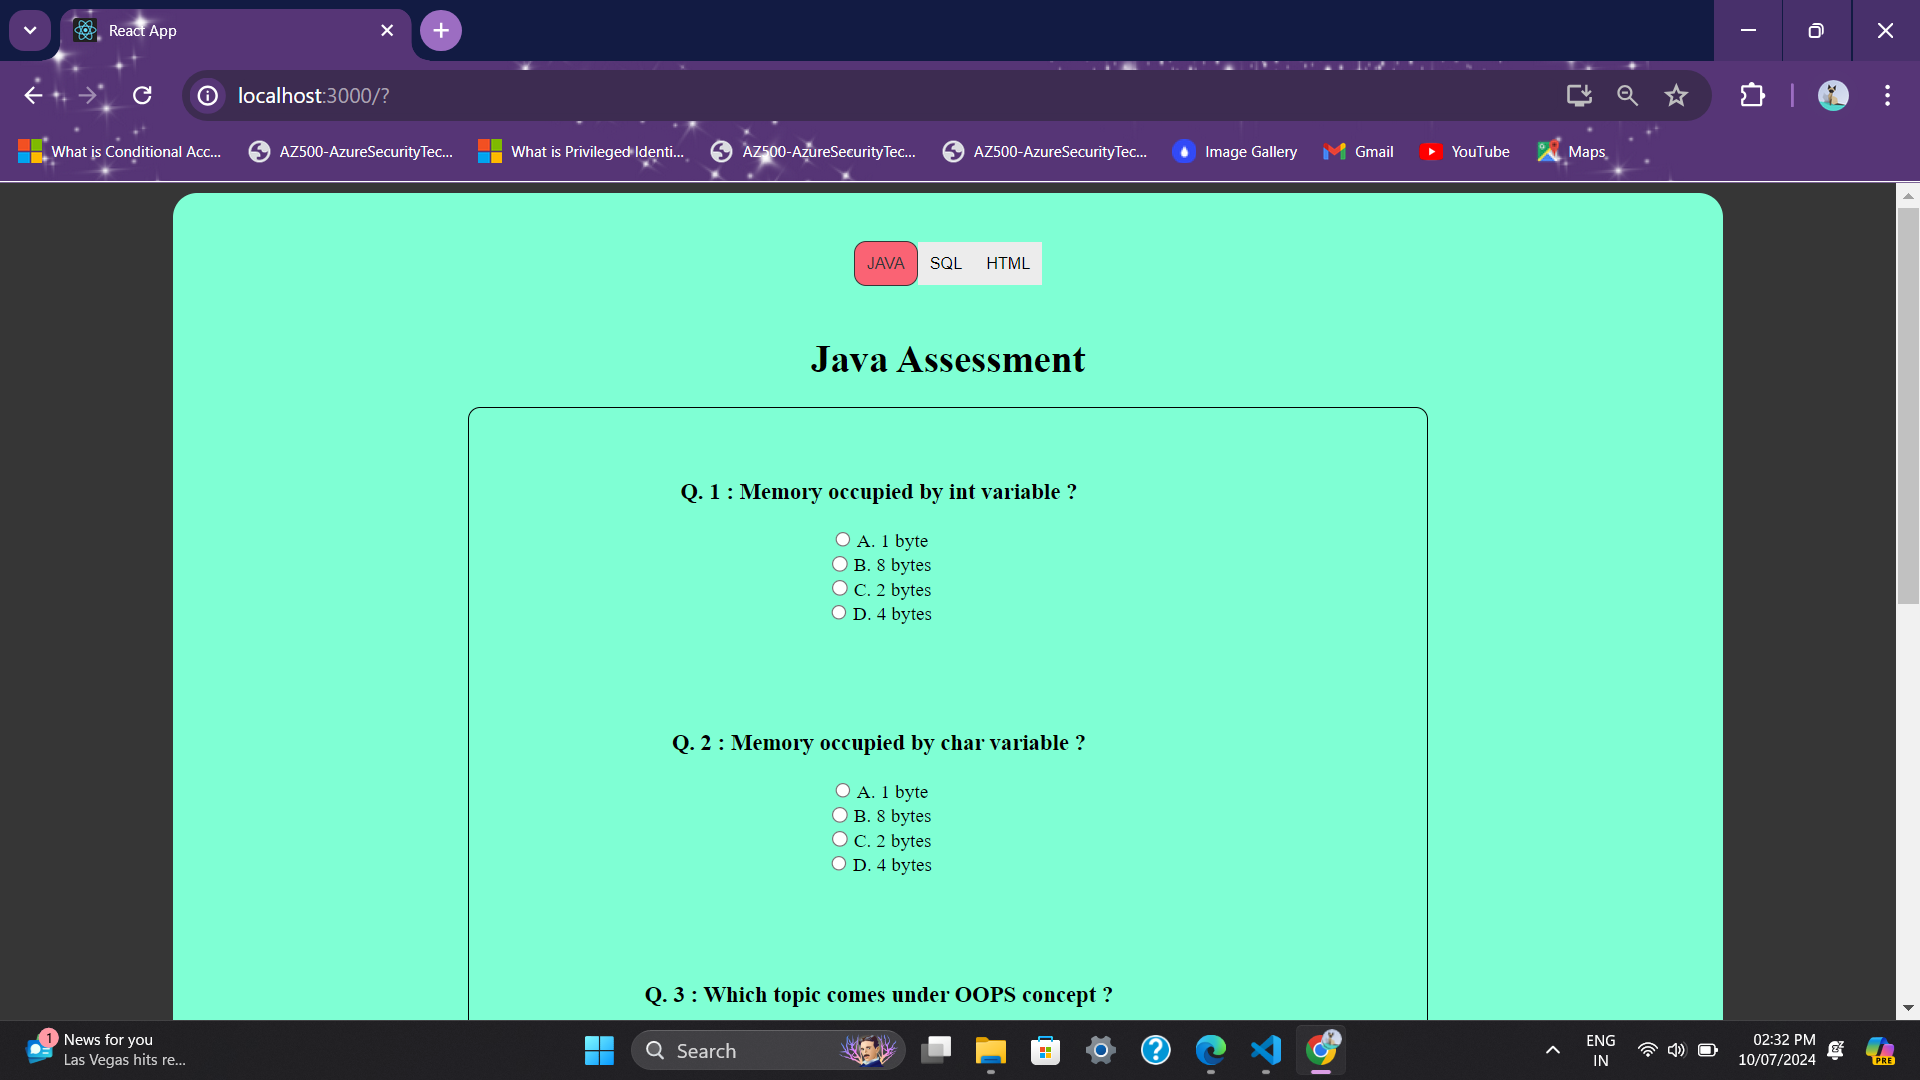 React App
localhost:3000/?
What is Conditional Acc... AZ500-AzureSecurityTec... What is Privileged Identi... AZ500-AzureSecurityTec... AZ500-AzureSecurityTec... Image Gallery Gmail YouTube Maps
JAVA SQL HTML
Java Assessment
Q. 1 : Memory occupied by int variable ?
A. 1 byte
B. 8 bytes
C. 2 bytes
D. 4 bytes
Q. 2 : Memory occupied by char variable ?
A. 1 byte
B. 8 bytes
C. 2 bytes
D. 4 bytes
Q. 3 : Which topic comes under OOPS concept ?
1 News for you
Las Vegas hits re...
Search
PRE
ENG
IN
02:32 PM
10/07/2024